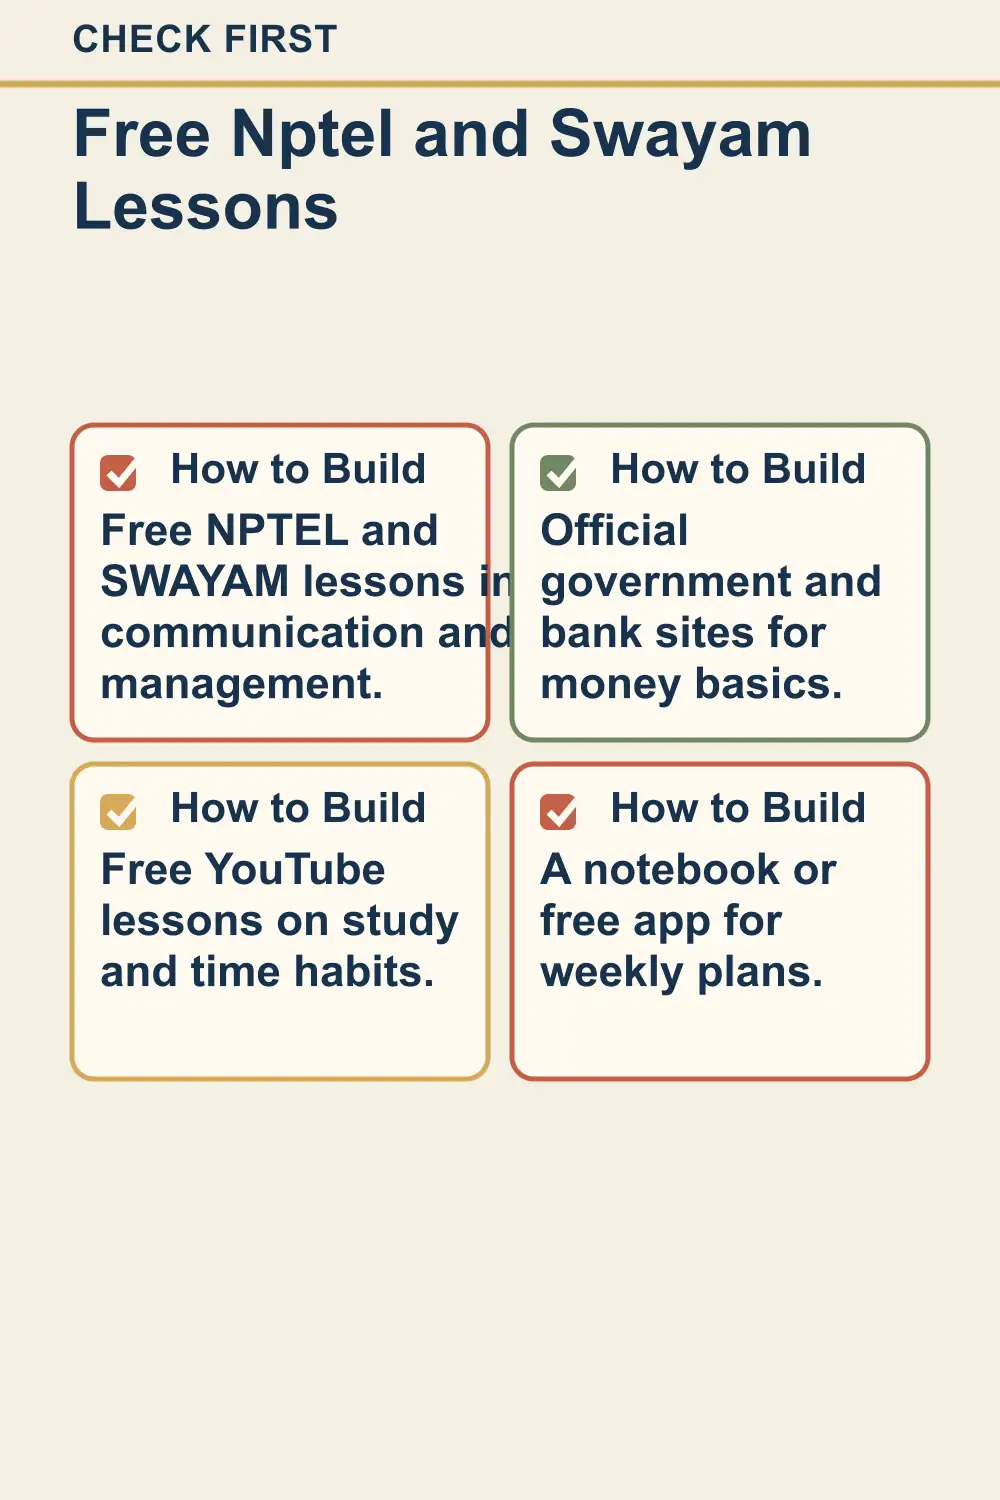 CHECK FIRST
Free Nptel and Swayam
Lessons
How to Build
Free NPTEL and
SWAYAM lessons in
communication and
management.
How to Build
Official
government and
bank sites for
money basics.
How to Build
Free YouTube
lessons on study
and time habits.
How to Build
A notebook or
free app for
weekly plans.